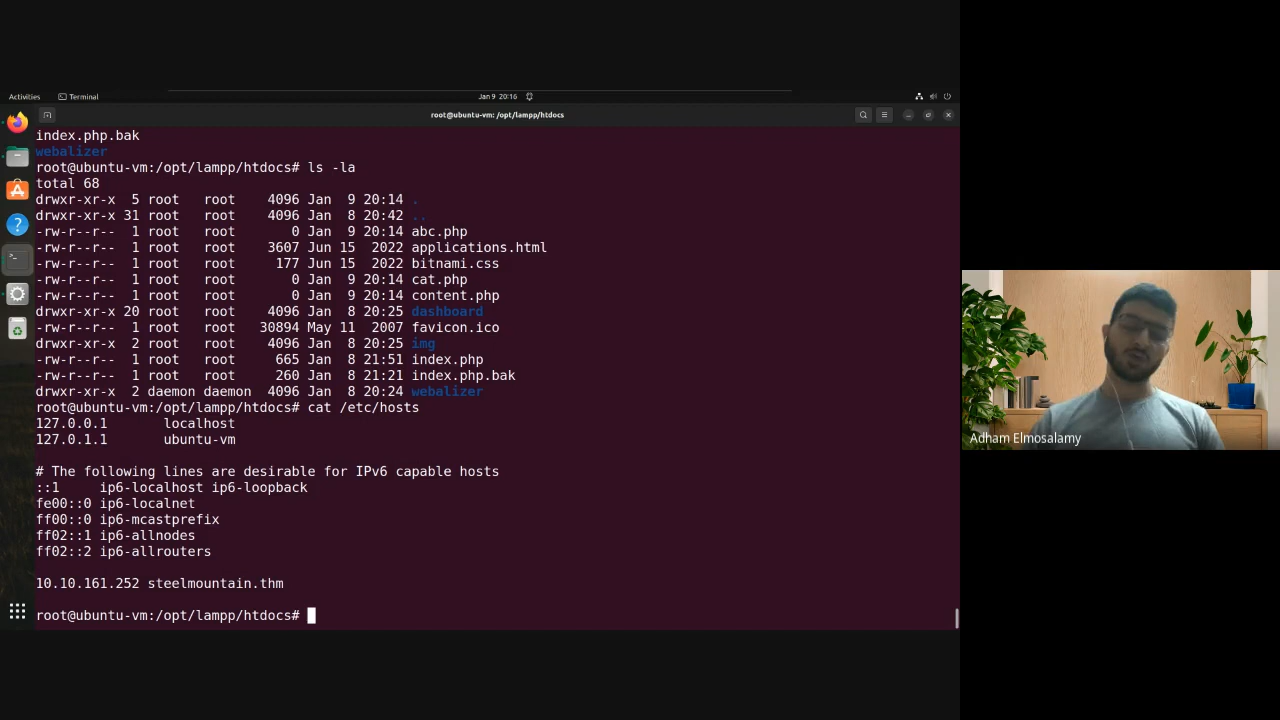 Activities
Terminal
Jan 9 20:16
root@ubuntu-vm: /opt/lampp/htdocs
index.php.bak
webalizer
root@ubuntu-vm:/opt/lampp/htdocs# ls -la
total 68
drwxr-xr-x  5 root   root    4096 Jan  9 20:14 .
drwxr-xr-x 31 root   root    4096 Jan  8 20:42 ..
-rw-r--r--  1 root   root       0 Jan  9 20:14 abc.php
-rw-r--r--  1 root   root    3607 Jun 15  2022 applications.html
-rw-r--r--  1 root   root     177 Jun 15  2022 bitnami.css
-rw-r--r--  1 root   root       0 Jan  9 20:14 cat.php
-rw-r--r--  1 root   root       0 Jan  9 20:14 content.php
drwxr-xr-x 20 root   root    4096 Jan  8 20:25 dashboard
-rw-r--r--  1 root   root   30894 May 11  2007 favicon.ico
drwxr-xr-x  2 root   root    4096 Jan  8 20:25 img
-rw-r--r--  1 root   root     665 Jan  8 21:51 index.php
-rw-r--r--  1 root   root     260 Jan  8 21:21 index.php.bak
drwxr-xr-x  2 daemon daemon  4096 Jan  8 20:24 webalizer
root@ubuntu-vm:/opt/lampp/htdocs# cat /etc/hosts
127.0.0.1       localhost
127.0.1.1       ubuntu-vm
# The following lines are desirable for IPv6 capable hosts
::1     ip6-localhost ip6-loopback
fe00::0 ip6-localnet
ff00::0 ip6-mcastprefix
ff02::1 ip6-allnodes
ff02::2 ip6-allrouters
10.10.161.252 steelmountain.thm
root@ubuntu-vm:/opt/lampp/htdocs#
Adham Elmosalamy